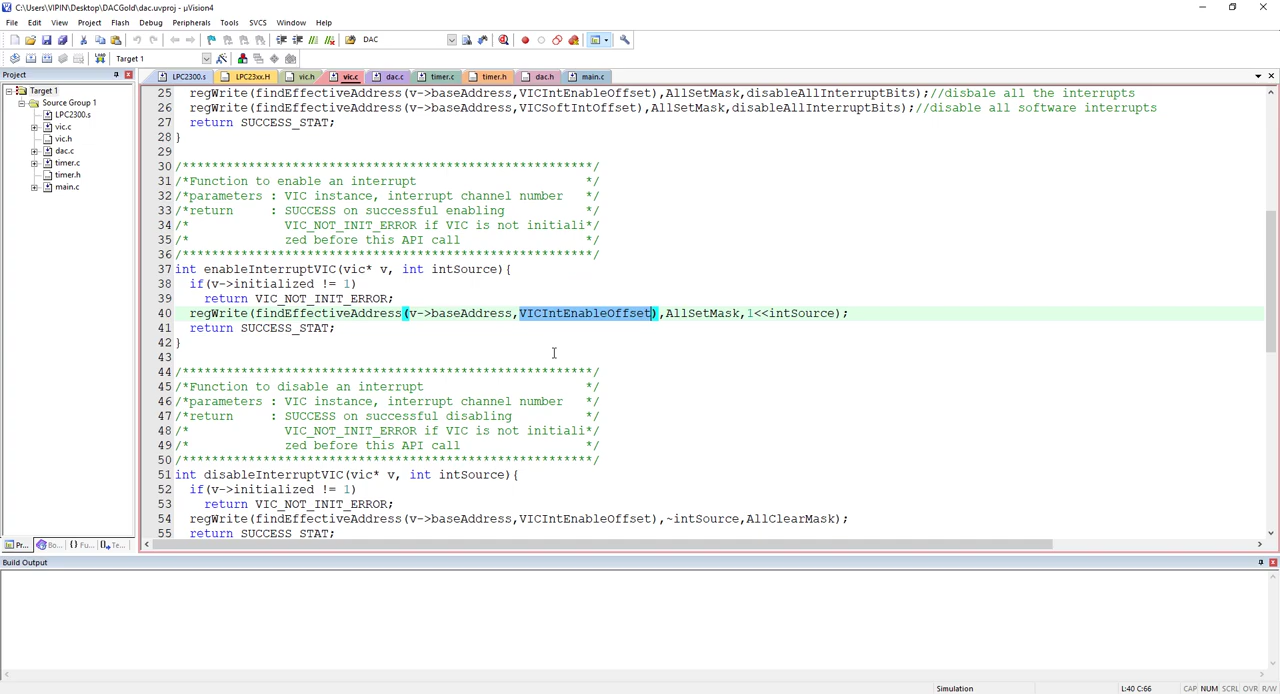 C:\Users\VIPIN\Desktop\DACGold\dac.uvproj - µVision4
File Edit View Project Flash Debug Peripherals Tools SVCS Window Help
DAC
LOAD Target 1
Project
LPC2300.s LPC23xx.H vic.h vic.c dac.c timer.c timer.h dac.h main.c
Target 1
Source Group 1
LPC2300.s
vic.c
vic.h
dac.c
timer.c
timer.h
main.c
25 regWrite(findEffectiveAddress(v->baseAddress,VICIntEnableOffset),AllSetMask,disableAllInterruptBits);//disbale all the interrupts
26 regWrite(findEffectiveAddress(v->baseAddress,VICSoftIntOffset),AllSetMask,disableAllInterruptBits);//disable all software interrupts
27 return SUCCESS_STAT;
28 }
29
30 /********************************************************/
31 /*Function to enable an interrupt */
32 /*parameters : VIC instance, interrupt channel number */
33 /*return : SUCCESS on successful enabling */
34 /* VIC_NOT_INIT_ERROR if VIC is not initiali*/
35 /* zed before this API call */
36 /********************************************************/
37 int enableInterruptVIC(vic* v, int intSource){
38 if(v->initialized != 1)
39 return VIC_NOT_INIT_ERROR;
40 regWrite(findEffectiveAddress(v->baseAddress,VICIntEnableOffset),AllSetMask,1<<intSource);
41 return SUCCESS_STAT;
42 }
43
44 /********************************************************/
45 /*Function to disable an interrupt */
46 /*parameters : VIC instance, interrupt channel number */
47 /*return : SUCCESS on successful disabling */
48 /* VIC_NOT_INIT_ERROR if VIC is not initiali*/
49 /* zed before this API call */
50 /********************************************************/
51 int disableInterruptVIC(vic* v, int intSource){
52 if(v->initialized != 1)
53 return VIC_NOT_INIT_ERROR;
54 regWrite(findEffectiveAddress(v->baseAddress,VICIntEnableOffset),~intSource,AllClearMask);
55 return SUCCESS_STAT;
Pr... Bo... {} Fu... Te...
Build Output
Simulation L:40 C:66 CAP NUM SCRL OVR R/W